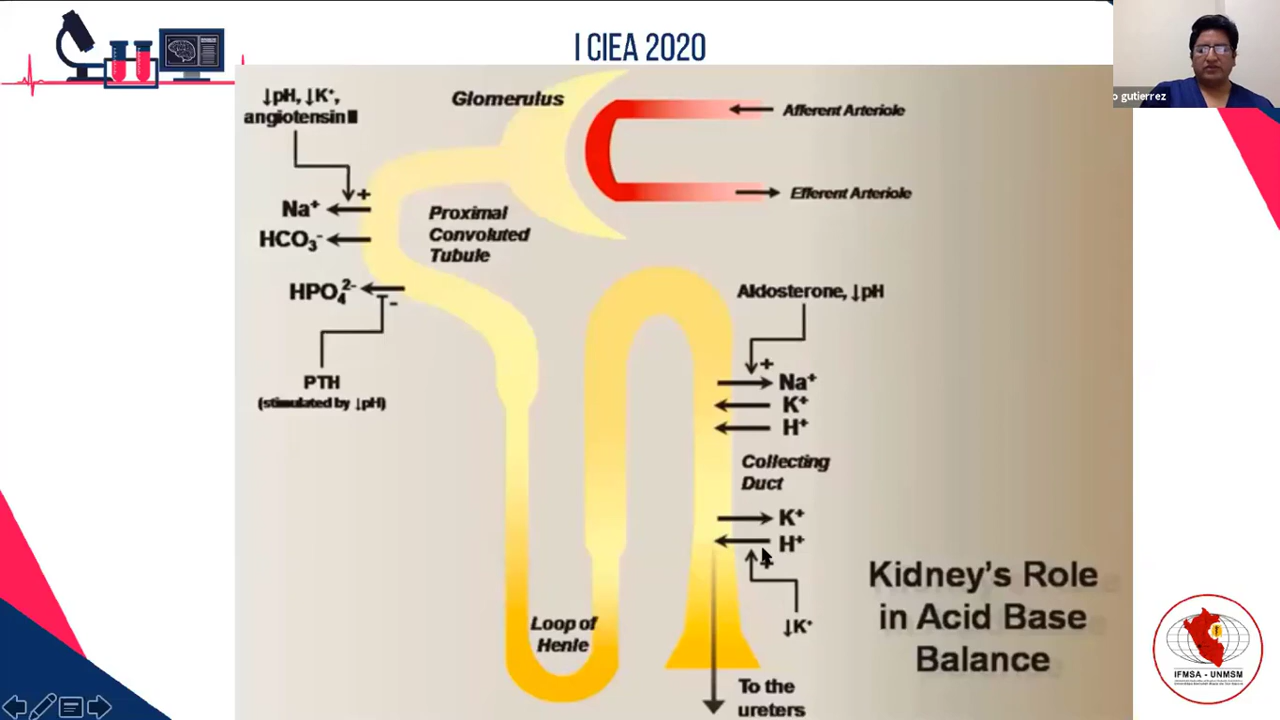 I CIEA 2020
o gutierrez
↓pH, ↓K⁺,
angiotensin II
Glomerulus
Afferent Arteriole
Efferent Arteriole
+
Na⁺
HCO₃⁻
Proximal
Convoluted
Tubule
HPO₄²⁻
-
PTH
(stimulated by ↓pH)
Aldosterone, ↓pH
+
Na⁺
K⁺
H⁺
Collecting
Duct
K⁺
H⁺
+
↓K⁺
Loop of
Henle
To the
ureters
Kidney's Role
in Acid Base
Balance
IFMSA - UNMSM